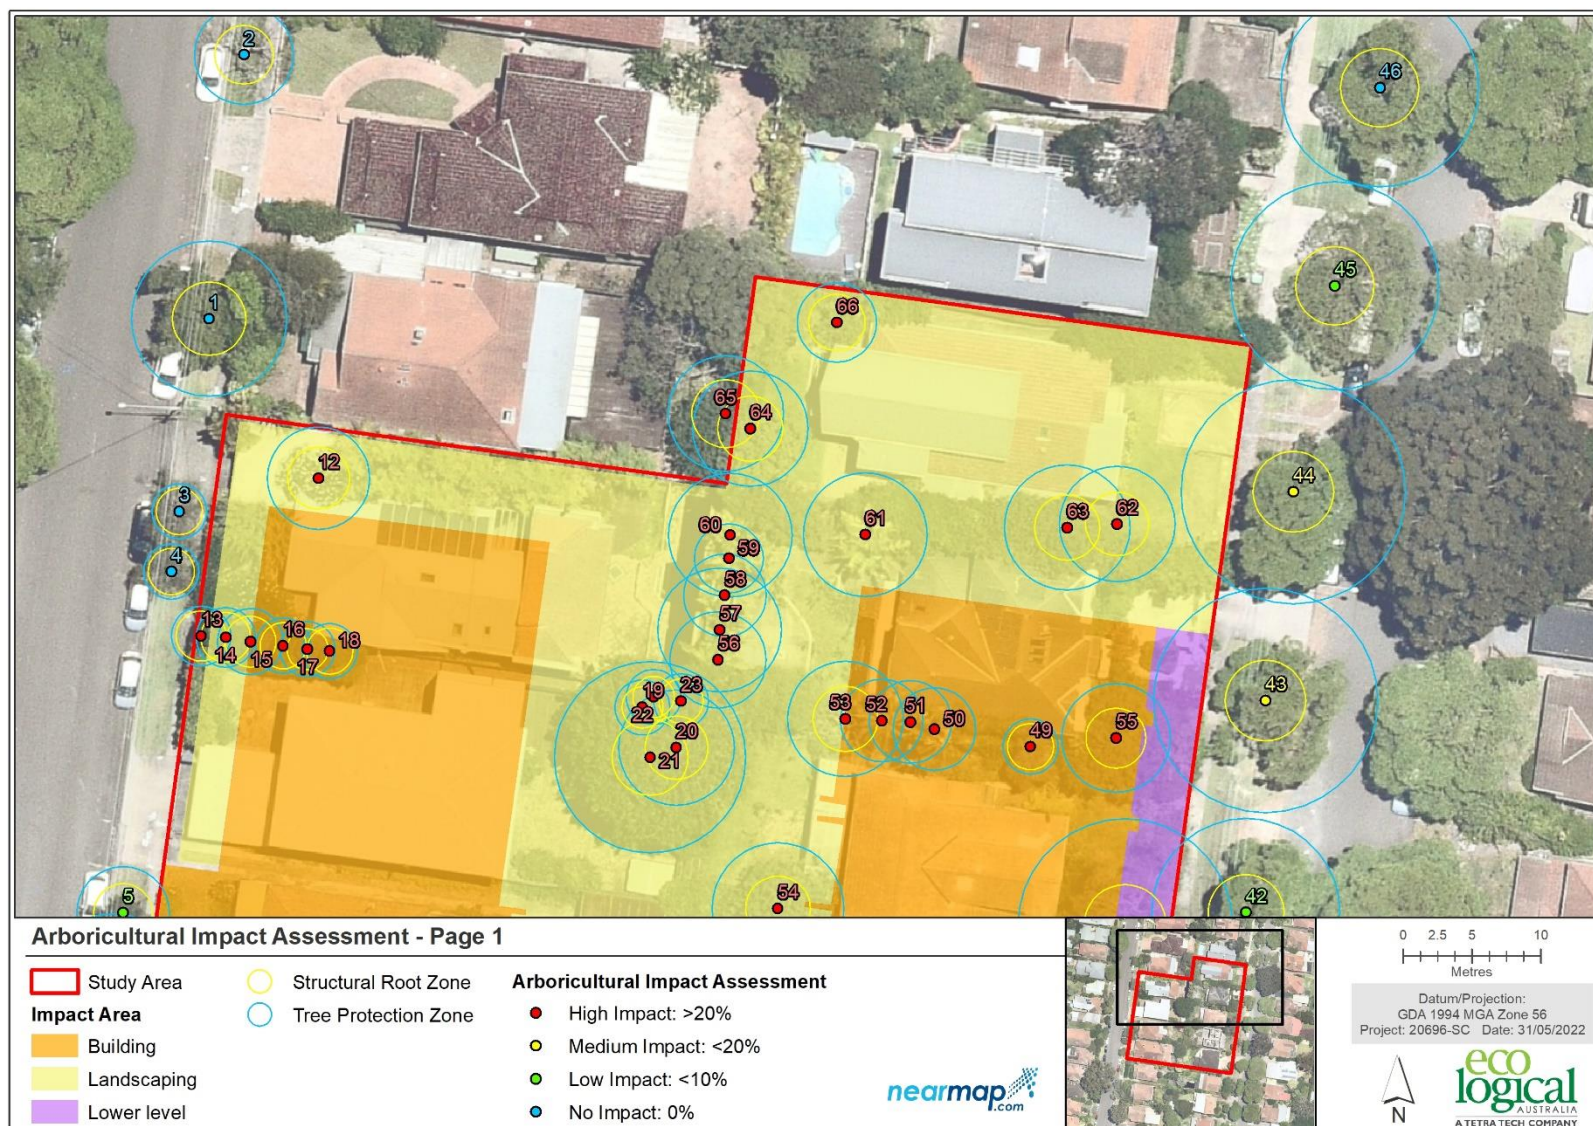 2
46
45
1
66
65
64
12
44
3
60
61
63
62
59
4
58
13
57
14
15
16
17
18
56
19
23
22
53
52
51
50
49
55
43
20
21
54
5
42
Arboricultural Impact Assessment - Page 1
Study Area
Impact Area
Building
Landscaping
Lower level
Structural Root Zone
Tree Protection Zone
Arboricultural Impact Assessment
High Impact: >20%
Medium Impact: <20%
Low Impact: <10%
No Impact: 0%
nearmap
.com
0 2.5 5 10
Metres
Datum/Projection:
GDA 1994 MGA Zone 56
Project: 20696-SC Date: 31/05/2022
N
eco
logical
AUSTRALIA
A TETRA TECH COMPANY